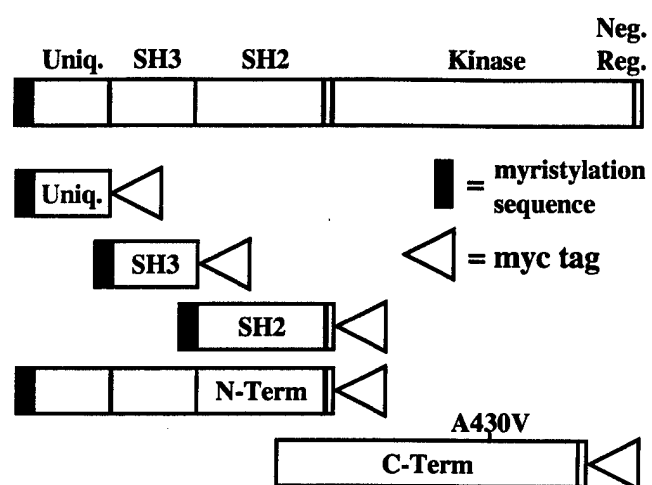 Neg.
Uniq. SH3 SH2 Kinase Reg.
Uniq.
= myristylation
sequence
SH3
= myc tag
SH2
N-Term
A430V
C-Term